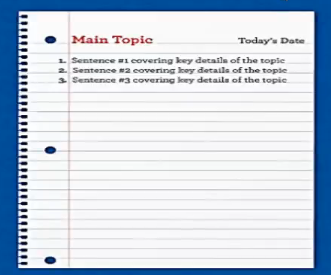 Main Topic Today's Date
1. Sentence #1 covering key details of the topic
2. Sentence #2 covering key details of the topic
3. Sentence #3 covering key details of the topic